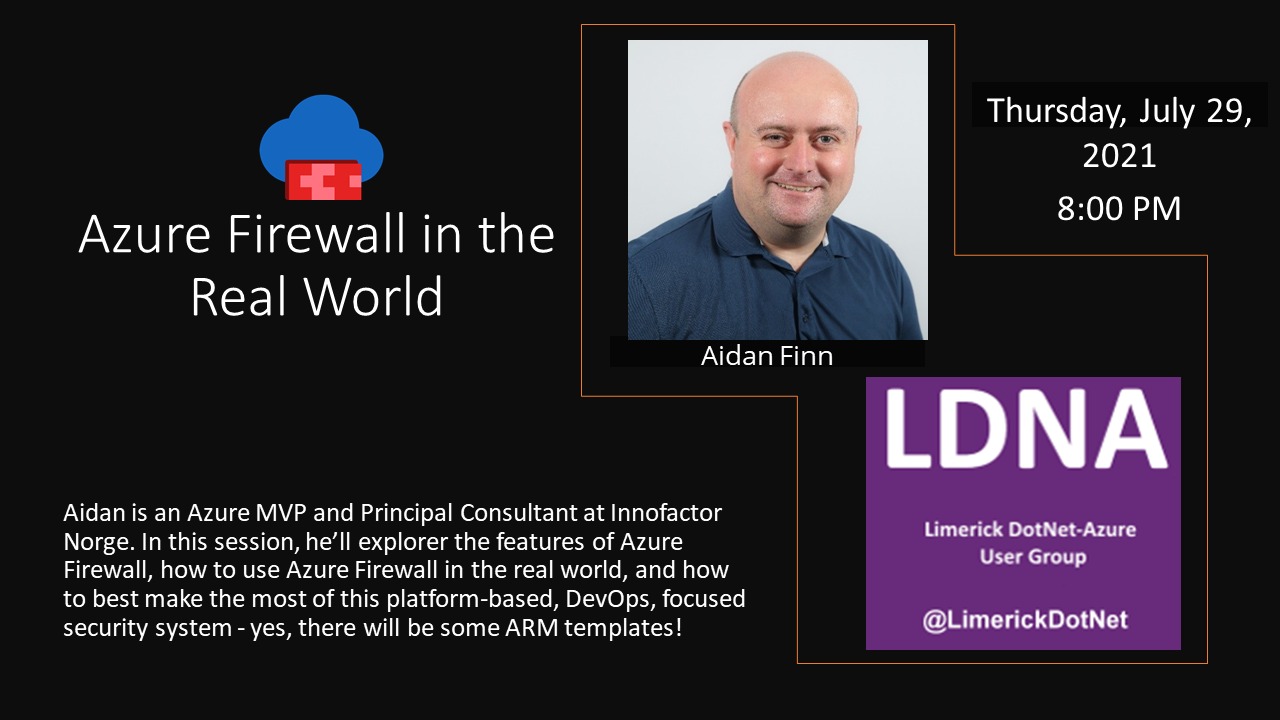 Azure Firewall in the
Real World
Aidan Finn
Thursday, July 29,
2021
8:00 PM
Aidan is an Azure MVP and Principal Consultant at Innofactor
Norge. In this session, he’ll explorer the features of Azure
Firewall, how to use Azure Firewall in the real world, and how
to best make the most of this platform-based, DevOps, focused
security system - yes, there will be some ARM templates!
LDNA
Limerick DotNet-Azure
User Group
@LimerickDotNet